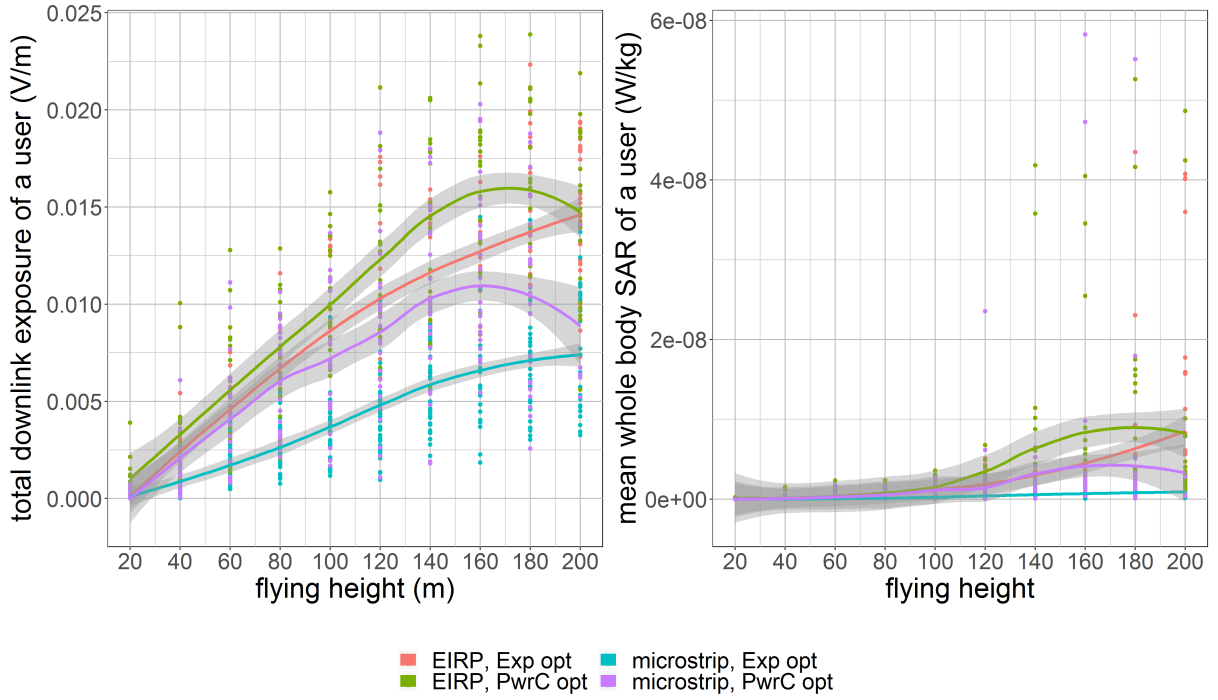 total downlink exposure of a user (V/m)
0.025
0.020
0.015
0.010
0.005
0.000
20 40 60 80 100 120 140 160 180 200
flying height (m)
mean whole body SAR of a user (W/kg)
6e-08
4e-08
2e-08
0e+00
20 40 60 80 100 120 140 160 180 200
flying height
EIRP, Exp opt
EIRP, PwrC opt
microstrip, Exp opt
microstrip, PwrC opt